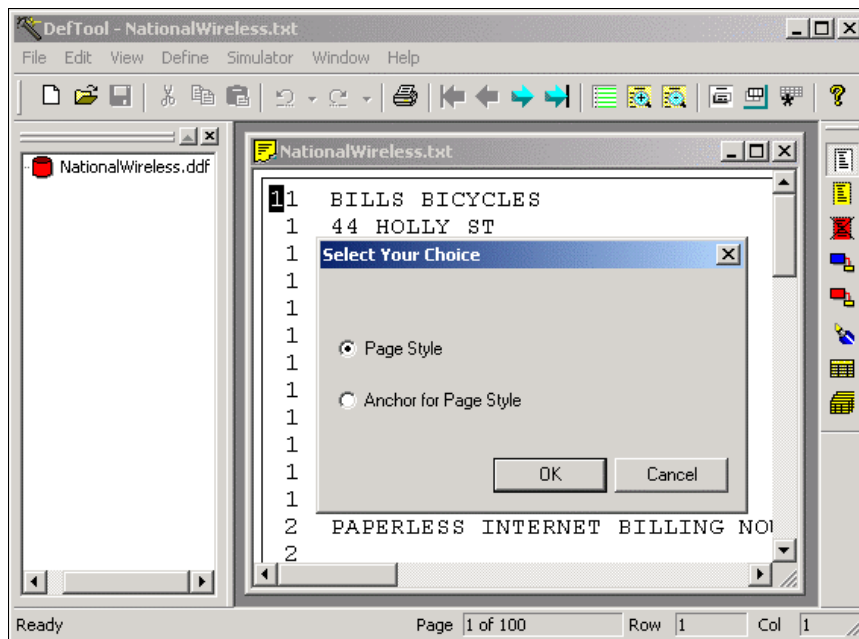 DefTool - NationalWireless.txt
File Edit View Define Simulator Window Help
NationalWireless.ddf
NationalWireless.txt
11 BILLS BICYCLES
1 44 HOLLY ST
1
Select Your Choice
1
1
1
Page Style
1
1
Anchor for Page Style
1
1
1
OK Cancel
1
2 PAPERLESS INTERNET BILLING NOW
2
Ready Page 1 of 100 Row 1 Col 1